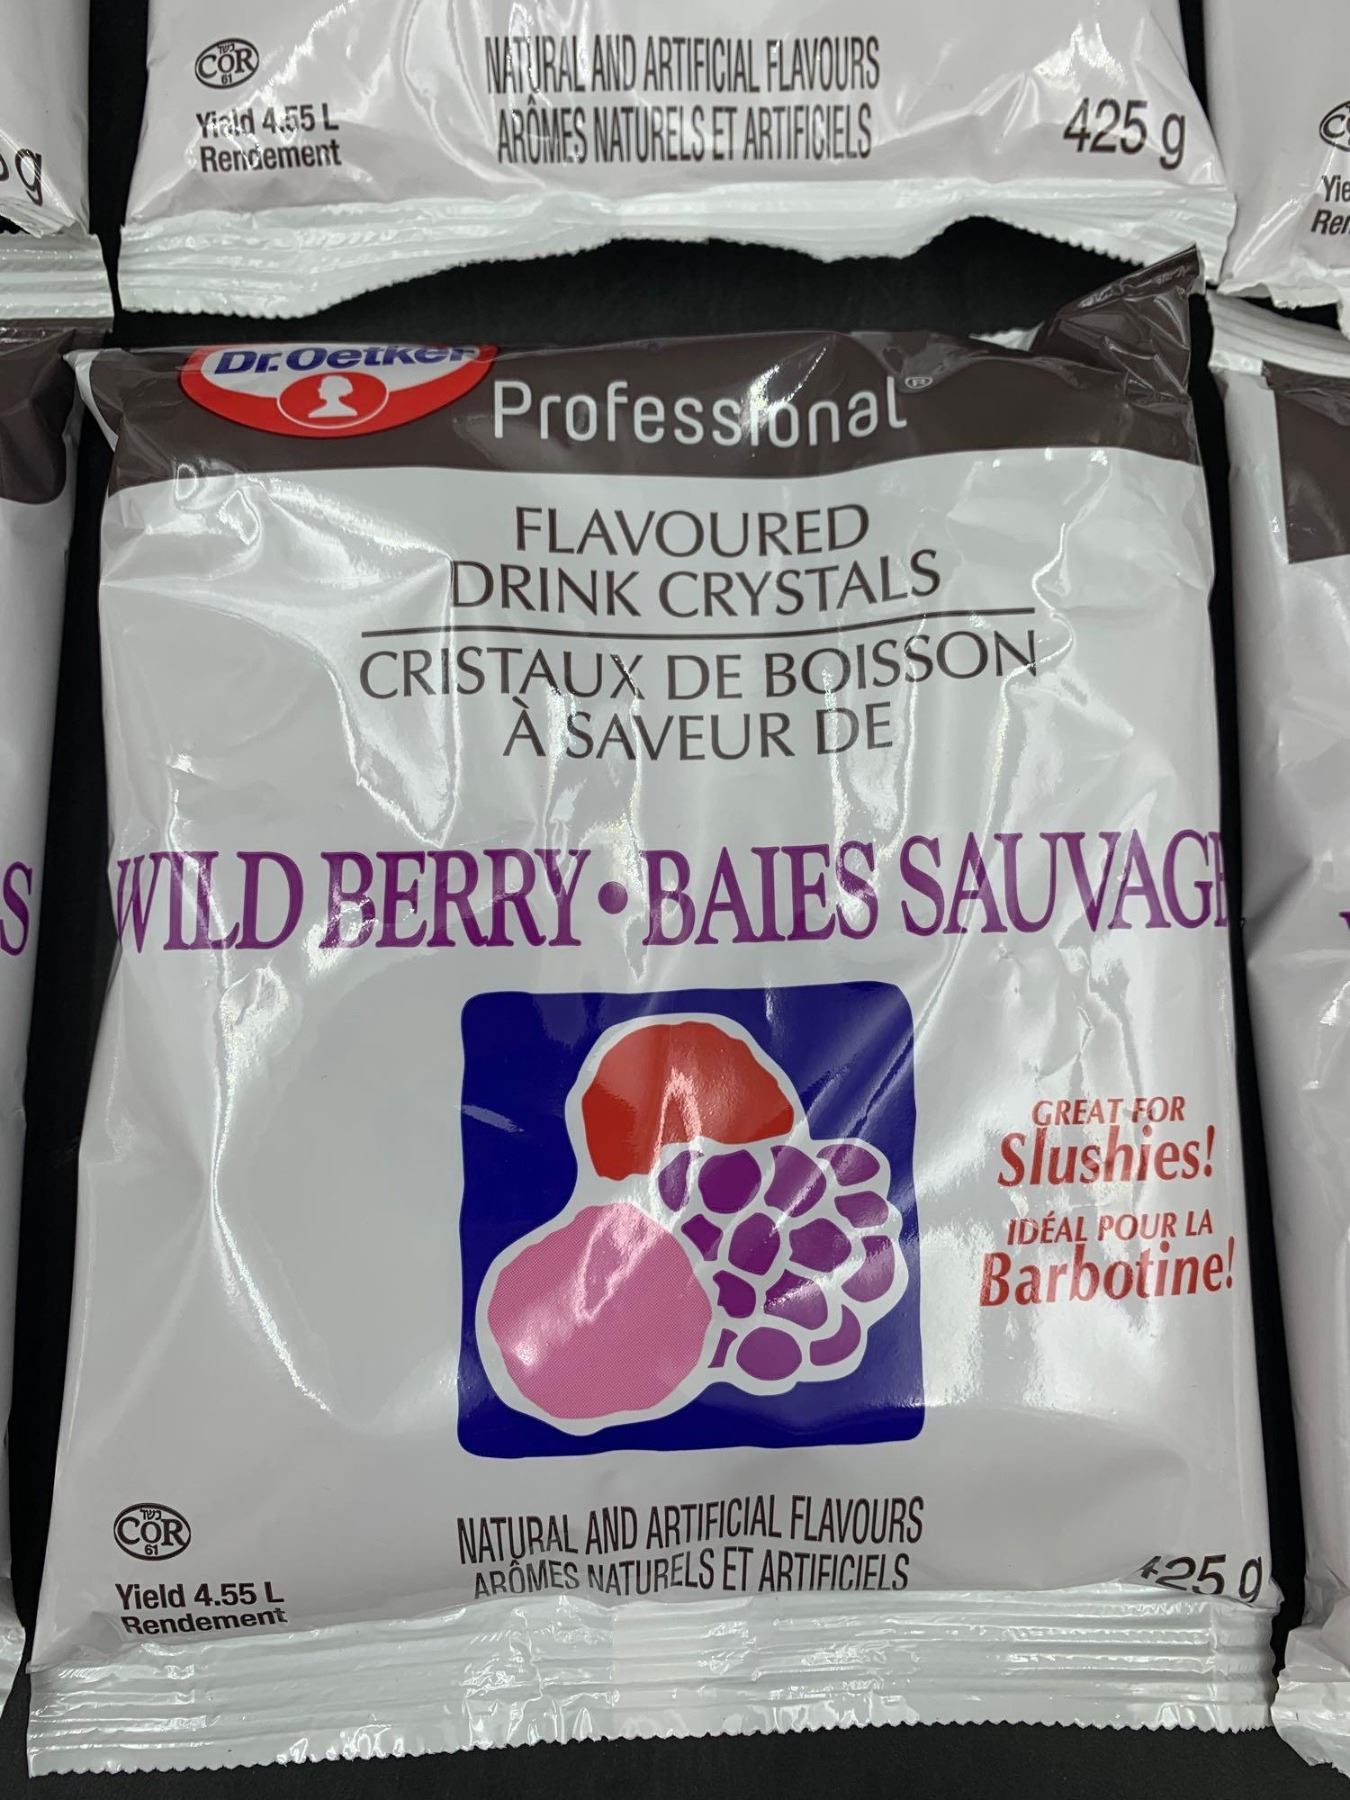 כשר
COR
61
Yield 4.55 L
Rendement
NATURAL AND ARTIFICIAL FLAVOURS
ARÔMES NATURELS ET ARTIFICIELS
425 g
g
Dr. Oetker
Professional®
FLAVOURED
DRINK CRYSTALS
CRISTAUX DE BOISSON
À SAVEUR DE
S
WILD BERRY • BAIES SAUVAGE
GREAT FOR
Slushies!
IDÉAL POUR LA
Barbotine!
כשר
COR
61
Yield 4.55 L
Rendement
NATURAL AND ARTIFICIAL FLAVOURS
ARÔMES NATURELS ET ARTIFICIELS
425 g